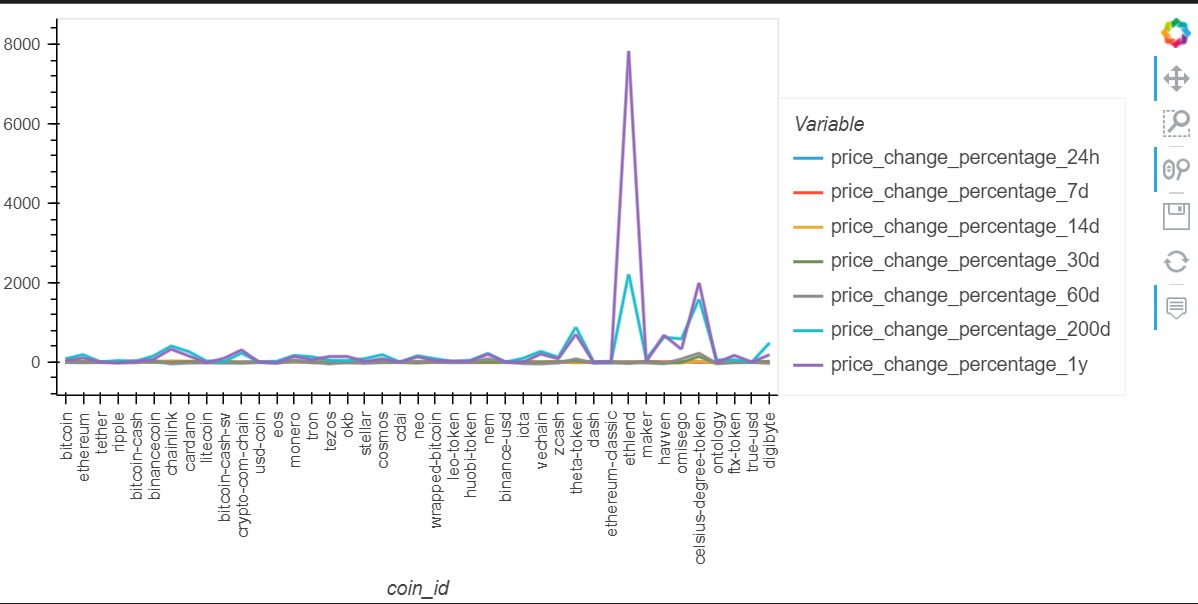 8000
6000
4000
2000
0
Variable
price_change_percentage_24h
price_change_percentage_7d
price_change_percentage_14d
price_change_percentage_30d
price_change_percentage_60d
price_change_percentage_200d
price_change_percentage_1y
bitcoin
ethereum
tether
ripple
bitcoin-cash
binancecoin
chainlink
cardano
litecoin
bitcoin-cash-sv
crypto-com-chain
usd-coin
eos
monero
tron
tezos
okb
stellar
cosmos
cdai
neo
wrapped-bitcoin
leo-token
huobi-token
nem
binance-usd
iota
vechain
zcash
theta-token
dash
ethereum-classic
ethlend
maker
havven
omisego
celsius-degree-token
ontology
ftx-token
true-usd
digibyte
coin_id